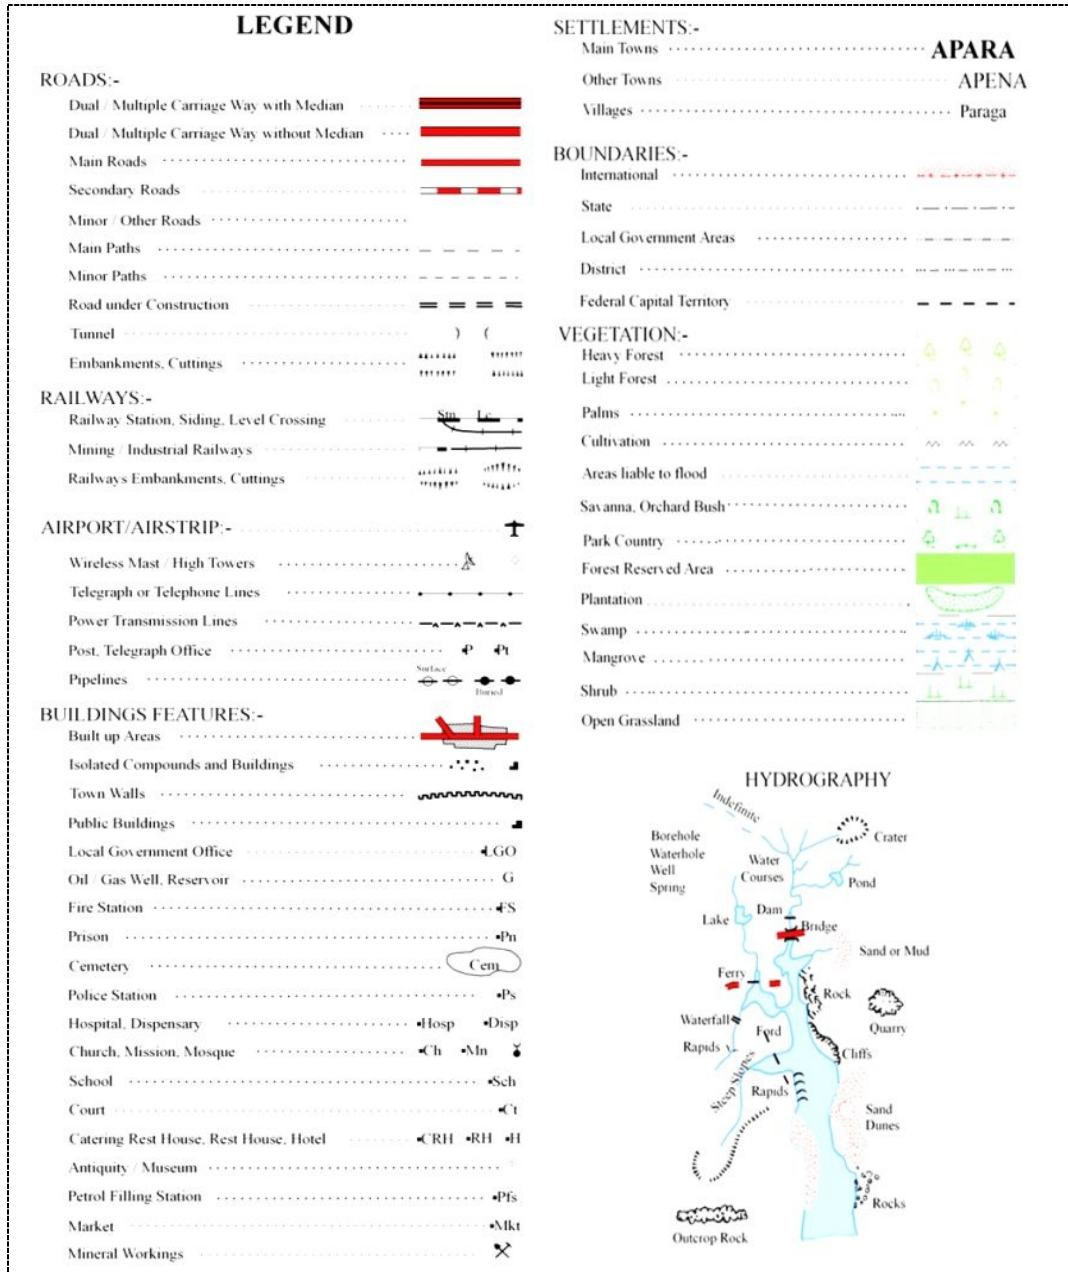 LEGEND
ROADS:-
Dual / Multiple Carriage Way with Median
Dual / Multiple Carriage Way without Median
Main Roads
Secondary Roads
Minor / Other Roads
Main Paths
Minor Paths
Road under Construction
Tunnel
Embankments, Cuttings
RAILWAYS:-
Stn Lc
Railway Station, Siding, Level Crossing
Mining / Industrial Railways
Railways Embankments, Cuttings
AIRPORT/AIRSTRIP:-
Wireless Mast / High Towers
Telegraph or Telephone Lines
Power Transmission Lines
Post, Telegraph Office P Pt
Surface
Pipelines
Buried
BUILDINGS FEATURES:-
Built up Areas
Isolated Compounds and Buildings
Town Walls
Public Buildings
Local Government Office LGO
Oil / Gas Well, Reservoir G
Fire Station FS
Prison Pn
Cemetery Cem
Police Station Ps
Hospital, Dispensary Hosp Disp
Church, Mission, Mosque Ch Mn
School Sch
Court Ct
Catering Rest House, Rest House, Hotel CRH RH H
Antiquity / Museum
Petrol Filling Station Pfs
Market Mkt
Mineral Workings
SETTLEMENTS:-
Main Towns APARA
Other Towns APENA
Villages Paraga
BOUNDARIES:-
International
State
Local Government Areas
District
Federal Capital Territory
VEGETATION:-
Heavy Forest
Light Forest
Palms
Cultivation
Areas liable to flood
Savanna, Orchard Bush
Park Country
Forest Reserved Area
Plantation
Swamp
Mangrove
Shrub
Open Grassland
HYDROGRAPHY
Indefinite
Borehole
Waterhole
Well
Spring
Water
Courses
Crater
Pond
Lake
Dam
Bridge
Sand or Mud
Ferry
Rock
Quarry
Waterfall
Ford
Rapids
Cliffs
Steep Slopes
Rapids
Sand
Dunes
Rocks
Outcrop Rock